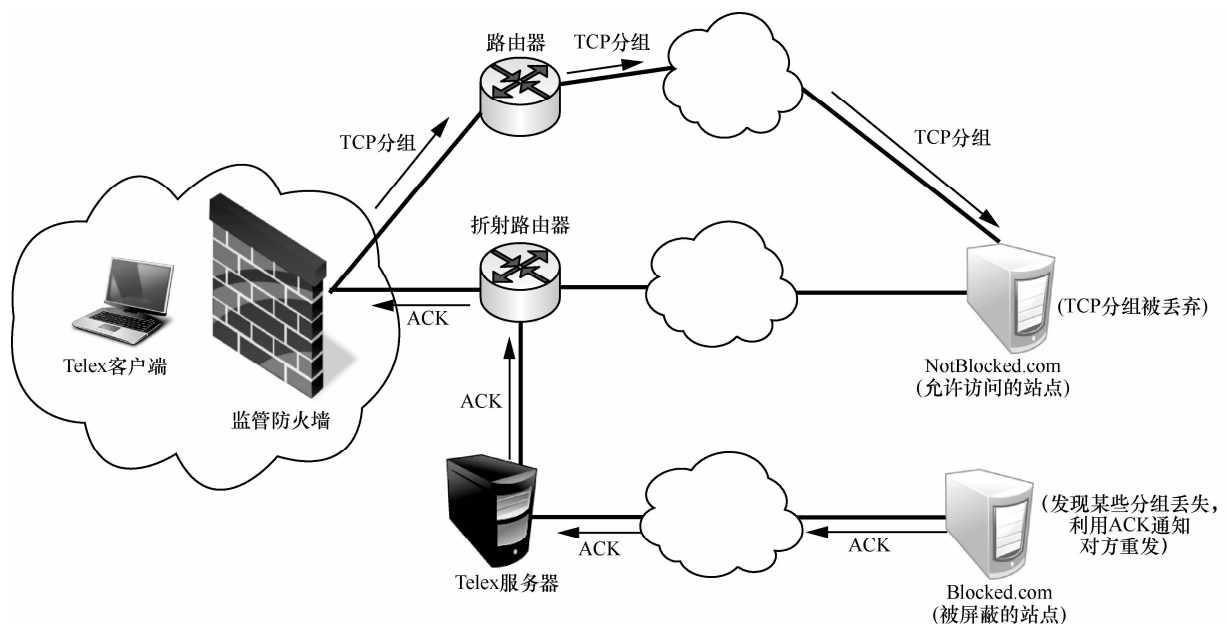 路由器
TCP分组
TCP分组
TCP分组
折射路由器
ACK
Telex客户端
监管防火墙
ACK
(TCP分组被丢弃)
NotBlocked.com
(允许访问的站点)
Telex服务器
ACK
ACK
(发现某些分组丢失，
利用ACK通知
对方重发)
Blocked.com
(被屏蔽的站点)